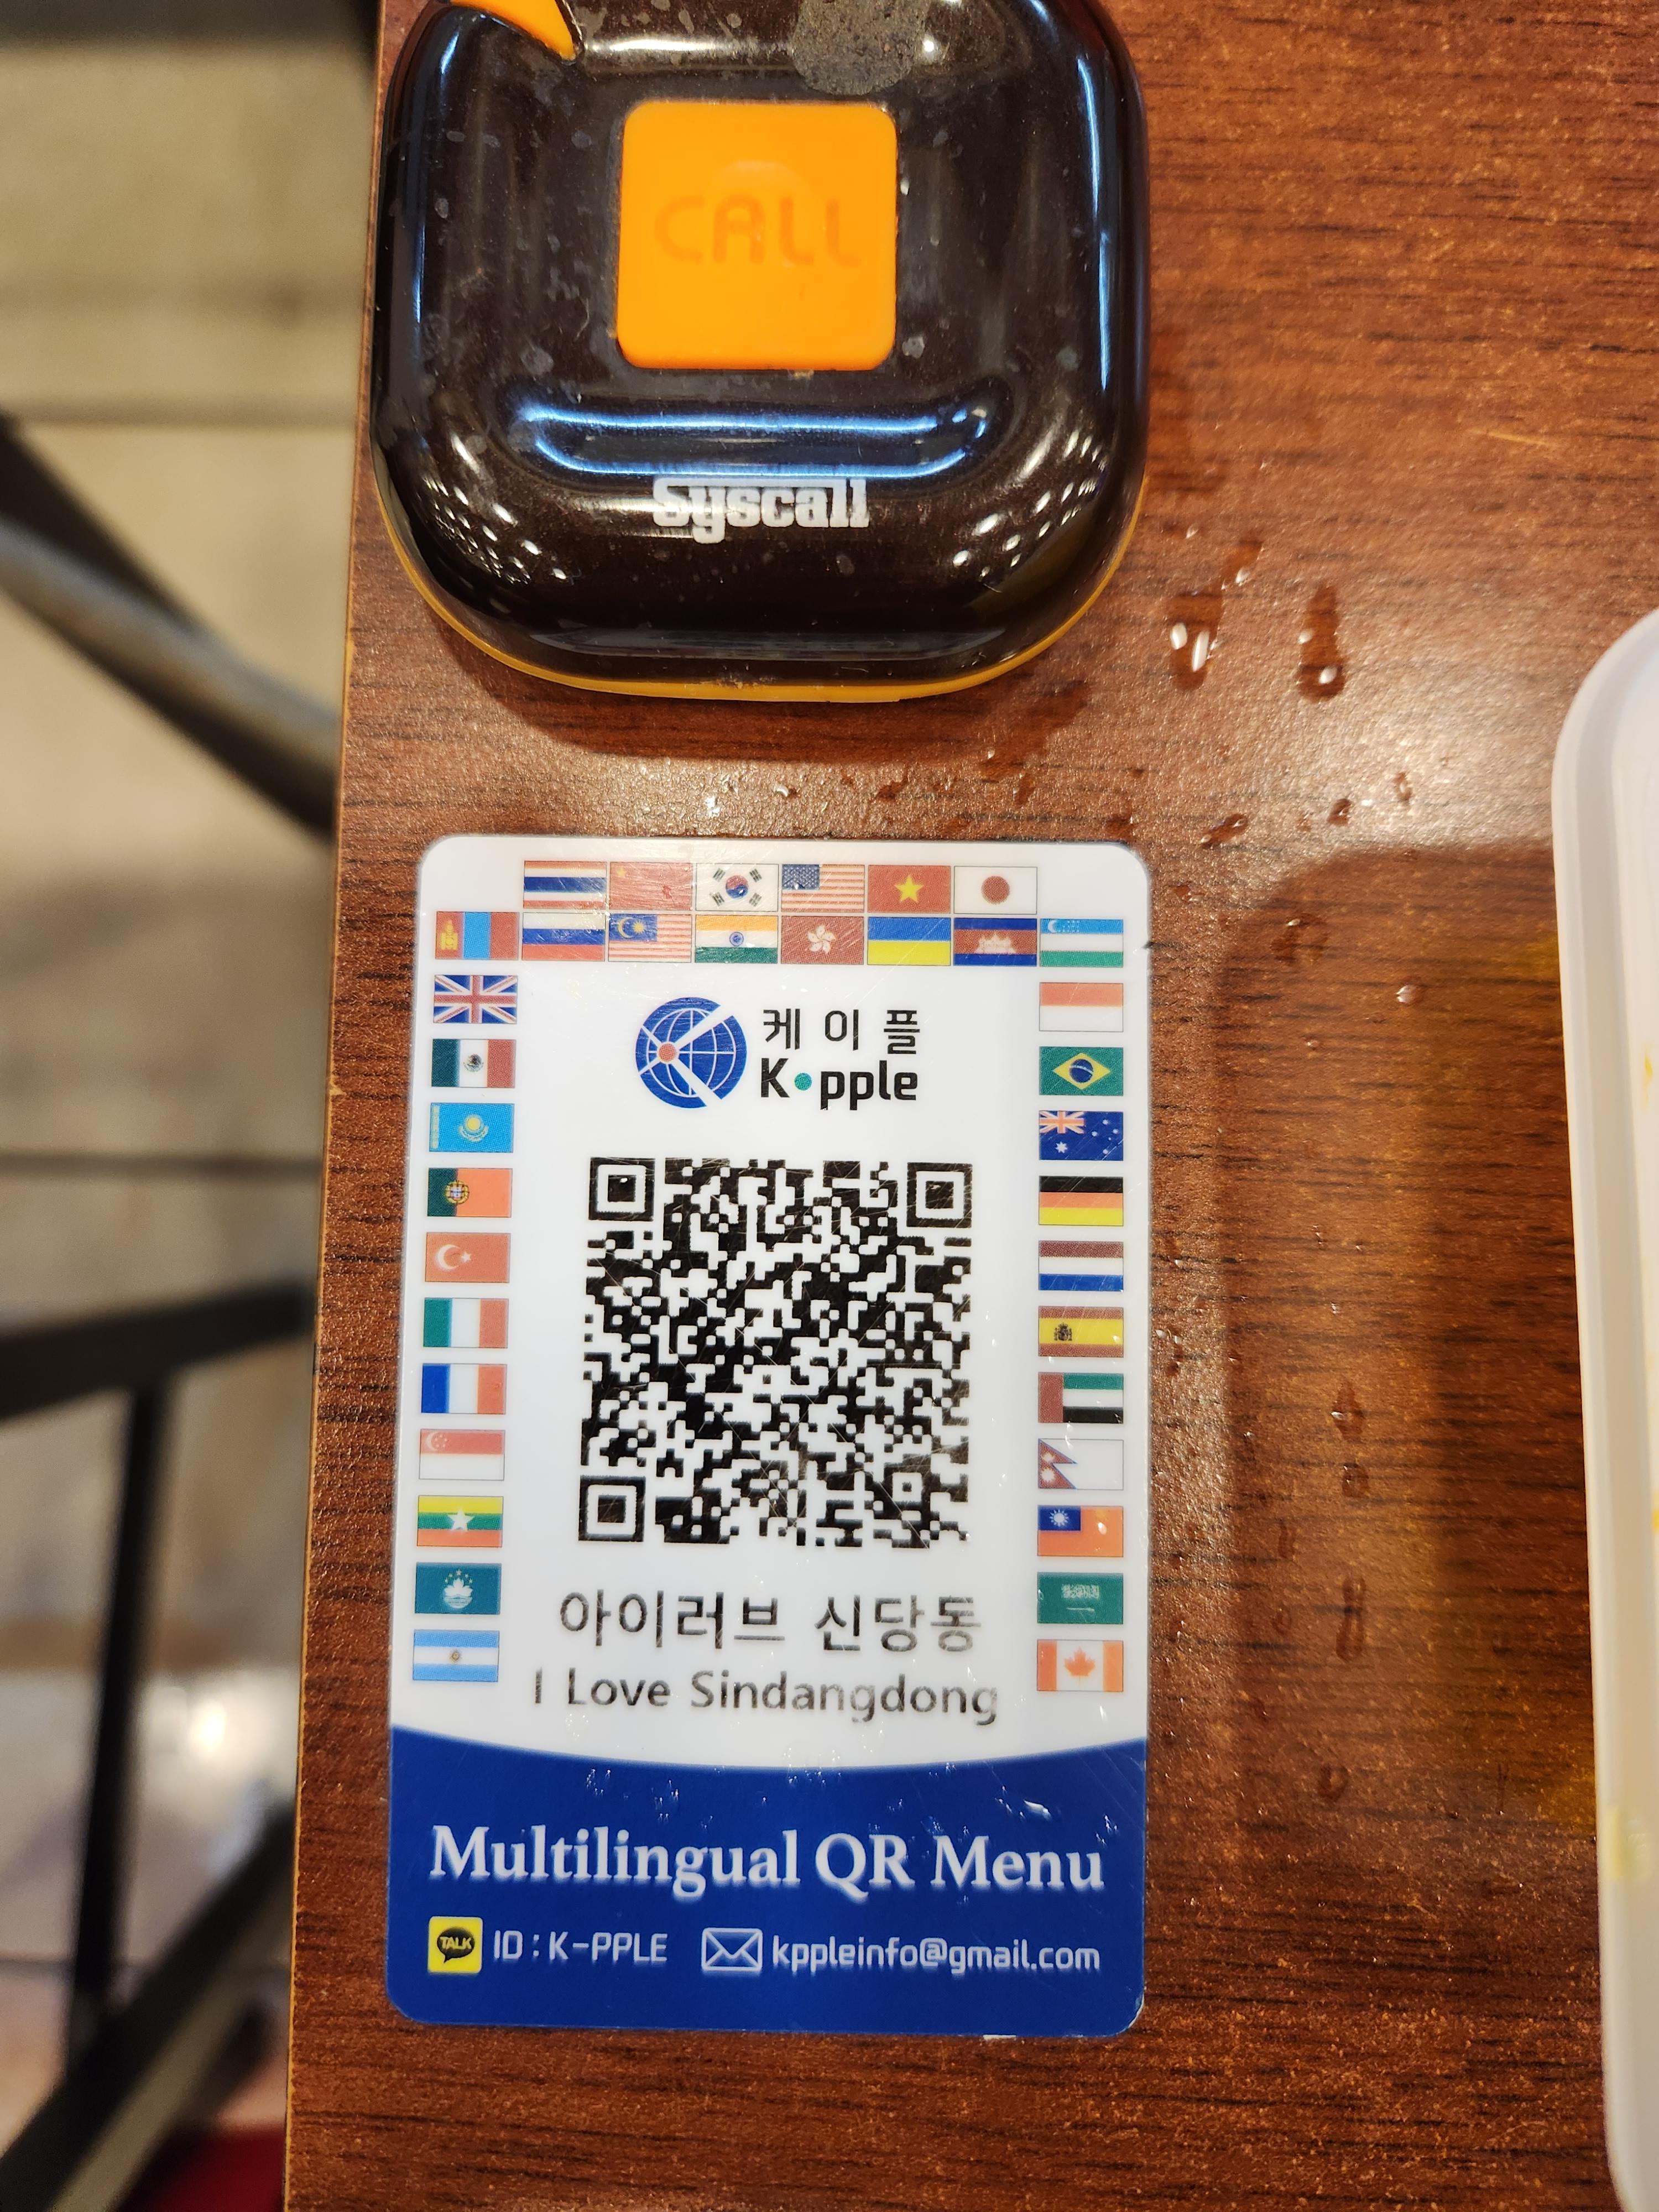 CALL
Syscall
케이플
K•pple
아이러브 신당동
I Love Sindangdong
Multilingual QR Menu
TALK ID : K-PPLE kppleinfo@gmail.com